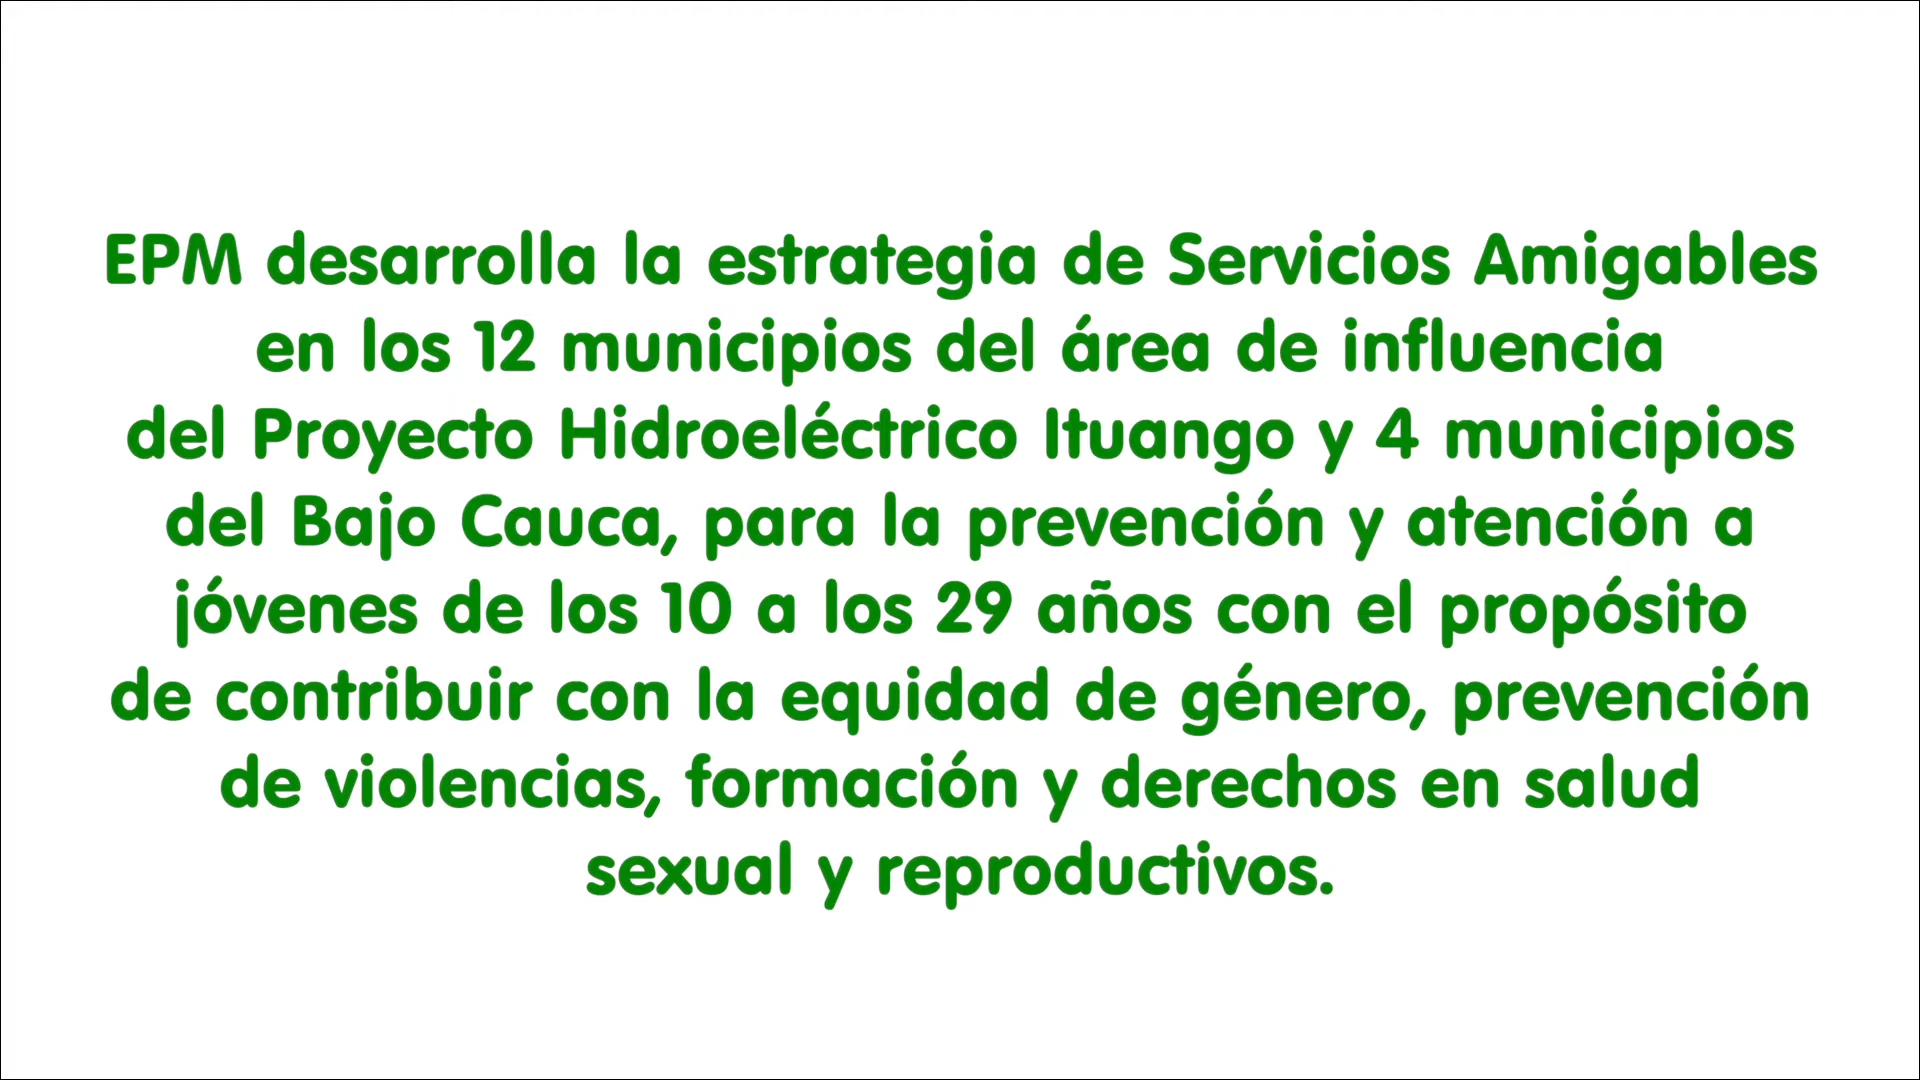 EPM desarrolla la estrategia de Servicios Amigables
en los 12 municipios del área de influencia
del Proyecto Hidroeléctrico Ituango y 4 municipios
del Bajo Cauca, para la prevención y atención a
jóvenes de los 10 a los 29 años con el propósito
de contribuir con la equidad de género, prevención
de violencias, formación y derechos en salud
sexual y reproductivos.